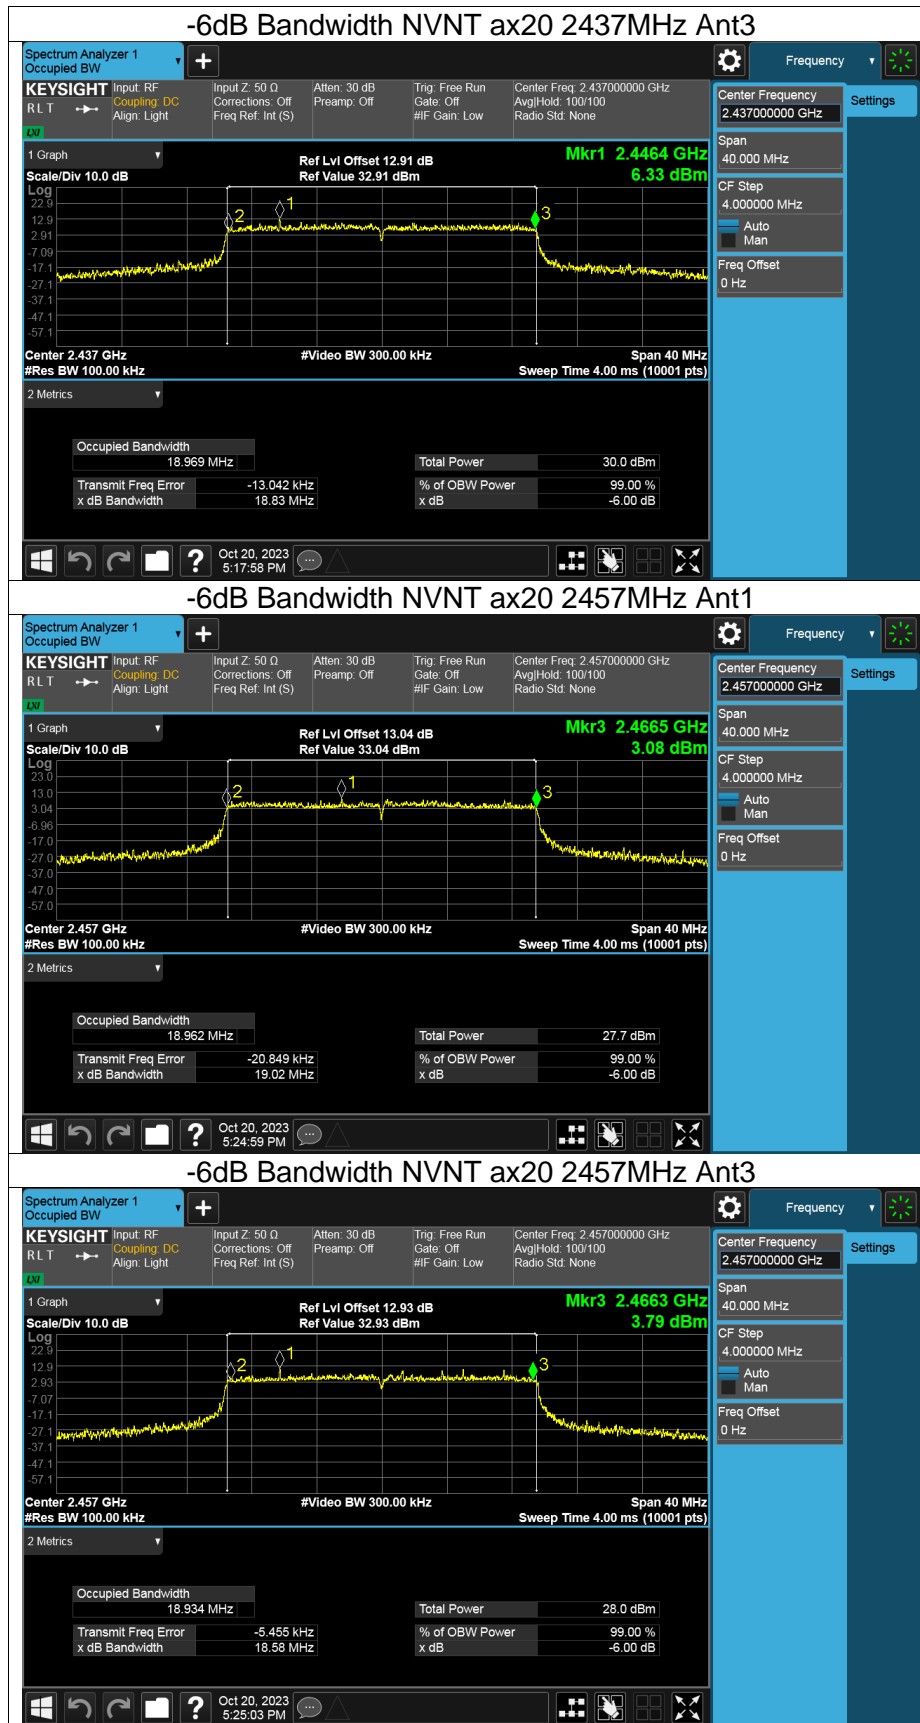 -6dB Bandwidth NVNT ax20 2437MHz Ant3
Spectrum Analyzer 1
Occupied BW
Frequency
KEYSIGHT
R L T
LXI
Input: RF
Coupling: DC
Align: Light
Input Z: 50 Ω
Corrections: Off
Freq Ref: Int (S)
Atten: 30 dB
Preamp: Off
Trig: Free Run
Gate: Off
#IF Gain: Low
Center Freq: 2.437000000 GHz
Avg|Hold: 100/100
Radio Std: None
Center Frequency
2.437000000 GHz
Settings
Span
40.000 MHz
CF Step
4.000000 MHz
Auto
Man
Freq Offset
0 Hz
1 Graph
Scale/Div 10.0 dB
Ref Lvl Offset 12.91 dB
Ref Value 32.91 dBm
Mkr1 2.4464 GHz
6.33 dBm
Log
22.9
12.9
2.91
-7.09
-17.1
-27.1
-37.1
-47.1
-57.1
2
1
3
Center 2.437 GHz
#Video BW 300.00 kHz
Span 40 MHz
#Res BW 100.00 kHz
Sweep Time 4.00 ms (10001 pts)
2 Metrics
Occupied Bandwidth
18.969 MHz
Total Power 30.0 dBm
Transmit Freq Error -13.042 kHz
% of OBW Power 99.00 %
x dB Bandwidth 18.83 MHz
x dB -6.00 dB
Oct 20, 2023
5:17:58 PM
-6dB Bandwidth NVNT ax20 2457MHz Ant1
Spectrum Analyzer 1
Occupied BW
Frequency
KEYSIGHT
R L T
LXI
Input: RF
Coupling: DC
Align: Light
Input Z: 50 Ω
Corrections: Off
Freq Ref: Int (S)
Atten: 30 dB
Preamp: Off
Trig: Free Run
Gate: Off
#IF Gain: Low
Center Freq: 2.457000000 GHz
Avg|Hold: 100/100
Radio Std: None
Center Frequency
2.457000000 GHz
Settings
Span
40.000 MHz
CF Step
4.000000 MHz
Auto
Man
Freq Offset
0 Hz
1 Graph
Scale/Div 10.0 dB
Ref Lvl Offset 13.04 dB
Ref Value 33.04 dBm
Mkr3 2.4665 GHz
3.08 dBm
Log
23.0
13.0
3.04
-6.96
-17.0
-27.0
-37.0
-47.0
-57.0
2
1
3
Center 2.457 GHz
#Video BW 300.00 kHz
Span 40 MHz
#Res BW 100.00 kHz
Sweep Time 4.00 ms (10001 pts)
2 Metrics
Occupied Bandwidth
18.962 MHz
Total Power 27.7 dBm
Transmit Freq Error -20.849 kHz
% of OBW Power 99.00 %
x dB Bandwidth 19.02 MHz
x dB -6.00 dB
Oct 20, 2023
5:24:59 PM
-6dB Bandwidth NVNT ax20 2457MHz Ant3
Spectrum Analyzer 1
Occupied BW
Frequency
KEYSIGHT
R L T
LXI
Input: RF
Coupling: DC
Align: Light
Input Z: 50 Ω
Corrections: Off
Freq Ref: Int (S)
Atten: 30 dB
Preamp: Off
Trig: Free Run
Gate: Off
#IF Gain: Low
Center Freq: 2.457000000 GHz
Avg|Hold: 100/100
Radio Std: None
Center Frequency
2.457000000 GHz
Settings
Span
40.000 MHz
CF Step
4.000000 MHz
Auto
Man
Freq Offset
0 Hz
1 Graph
Scale/Div 10.0 dB
Ref Lvl Offset 12.93 dB
Ref Value 32.93 dBm
Mkr3 2.4663 GHz
3.79 dBm
Log
22.9
12.9
2.93
-7.07
-17.1
-27.1
-37.1
-47.1
-57.1
2
1
3
Center 2.457 GHz
#Video BW 300.00 kHz
Span 40 MHz
#Res BW 100.00 kHz
Sweep Time 4.00 ms (10001 pts)
2 Metrics
Occupied Bandwidth
18.934 MHz
Total Power 28.0 dBm
Transmit Freq Error -5.455 kHz
% of OBW Power 99.00 %
x dB Bandwidth 18.58 MHz
x dB -6.00 dB
Oct 20, 2023
5:25:03 PM